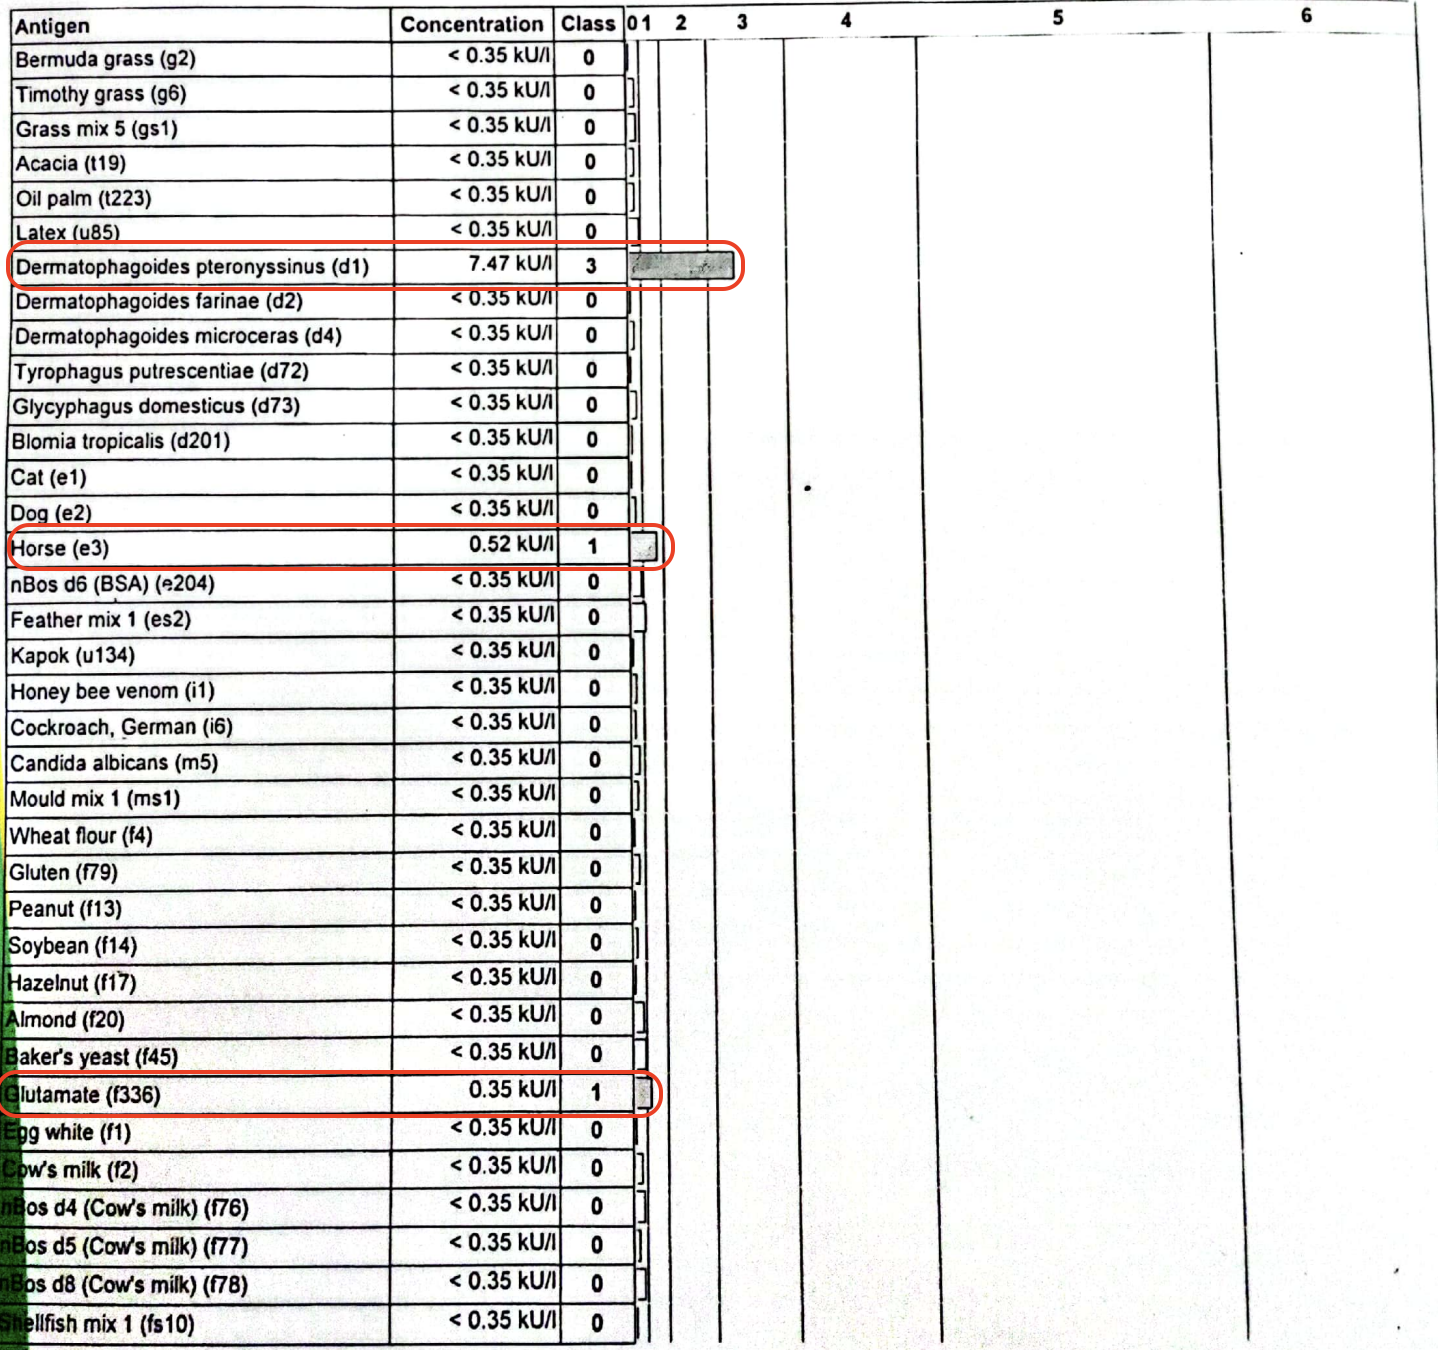 Antigen Concentration Class 0 1 2 3 4 5 6
Bermuda grass (g2) < 0.35 kU/l 0
Timothy grass (g6) < 0.35 kU/l 0
Grass mix 5 (gs1) < 0.35 kU/l 0
Acacia (t19) < 0.35 kU/l 0
Oil palm (t223) < 0.35 kU/l 0
Latex (u85) < 0.35 kU/l 0
Dermatophagoides pteronyssinus (d1) 7.47 kU/l 3
Dermatophagoides farinae (d2) < 0.35 kU/l 0
Dermatophagoides microceras (d4) < 0.35 kU/l 0
Tyrophagus putrescentiae (d72) < 0.35 kU/l 0
Glycyphagus domesticus (d73) < 0.35 kU/l 0
Blomia tropicalis (d201) < 0.35 kU/l 0
Cat (e1) < 0.35 kU/l 0
Dog (e2) < 0.35 kU/l 0
Horse (e3) 0.52 kU/l 1
nBos d6 (BSA) (e204) < 0.35 kU/l 0
Feather mix 1 (es2) < 0.35 kU/l 0
Kapok (u134) < 0.35 kU/l 0
Honey bee venom (i1) < 0.35 kU/l 0
Cockroach, German (i6) < 0.35 kU/l 0
Candida albicans (m5) < 0.35 kU/l 0
Mould mix 1 (ms1) < 0.35 kU/l 0
Wheat flour (f4) < 0.35 kU/l 0
Gluten (f79) < 0.35 kU/l 0
Peanut (f13) < 0.35 kU/l 0
Soybean (f14) < 0.35 kU/l 0
Hazelnut (f17) < 0.35 kU/l 0
Almond (f20) < 0.35 kU/l 0
Baker's yeast (f45) < 0.35 kU/l 0
Glutamate (f336) 0.35 kU/l 1
Egg white (f1) < 0.35 kU/l 0
Cow's milk (f2) < 0.35 kU/l 0
nBos d4 (Cow's milk) (f76) < 0.35 kU/l 0
nBos d5 (Cow's milk) (f77) < 0.35 kU/l 0
nBos d8 (Cow's milk) (f78) < 0.35 kU/l 0
Shellfish mix 1 (fs10) < 0.35 kU/l 0